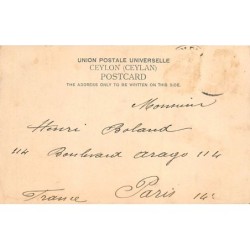 UNION POSTALE UNIVERSELLE
CEYLON (CEYLAN)
POSTCARD
THE ADDRESS ONLY TO BE WRITTEN ON THIS SIDE.
Monsieur
Henri Boland
114 Boulevard Arago 114
Paris 14e
France